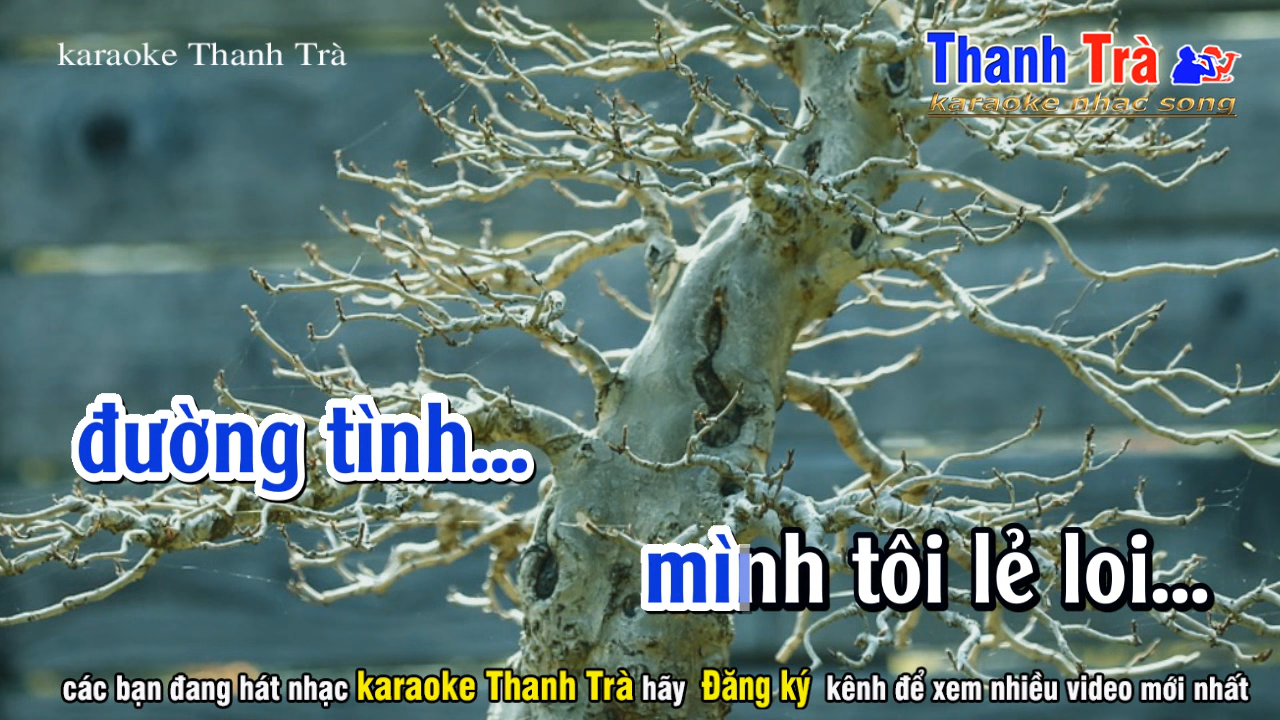 karaoke Thanh Trà
Thanh Trà
karaoke nhạc song
đường tình...
mình tôi lẻ loi...
các bạn đang hát nhạc karaoke Thanh Trà hãy Đăng ký kênh để xem nhiều video mới nhất